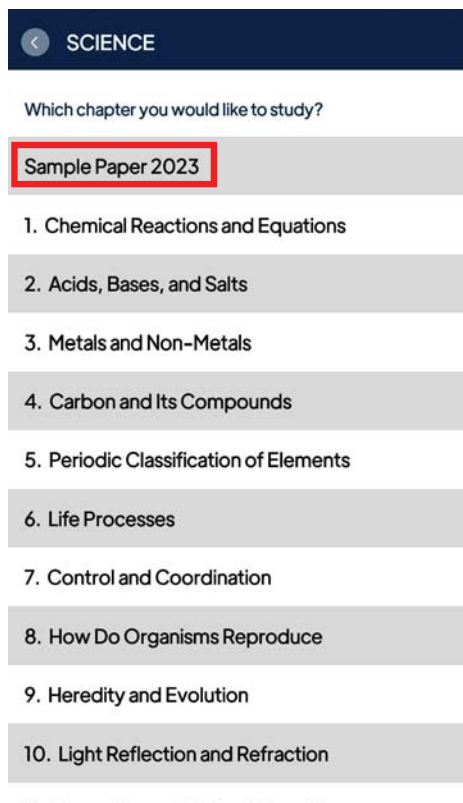 SCIENCE
Which chapter you would like to study?
Sample Paper 2023
1. Chemical Reactions and Equations
2. Acids, Bases, and Salts
3. Metals and Non-Metals
4. Carbon and Its Compounds
5. Periodic Classification of Elements
6. Life Processes
7. Control and Coordination
8. How Do Organisms Reproduce
9. Heredity and Evolution
10. Light Reflection and Refraction